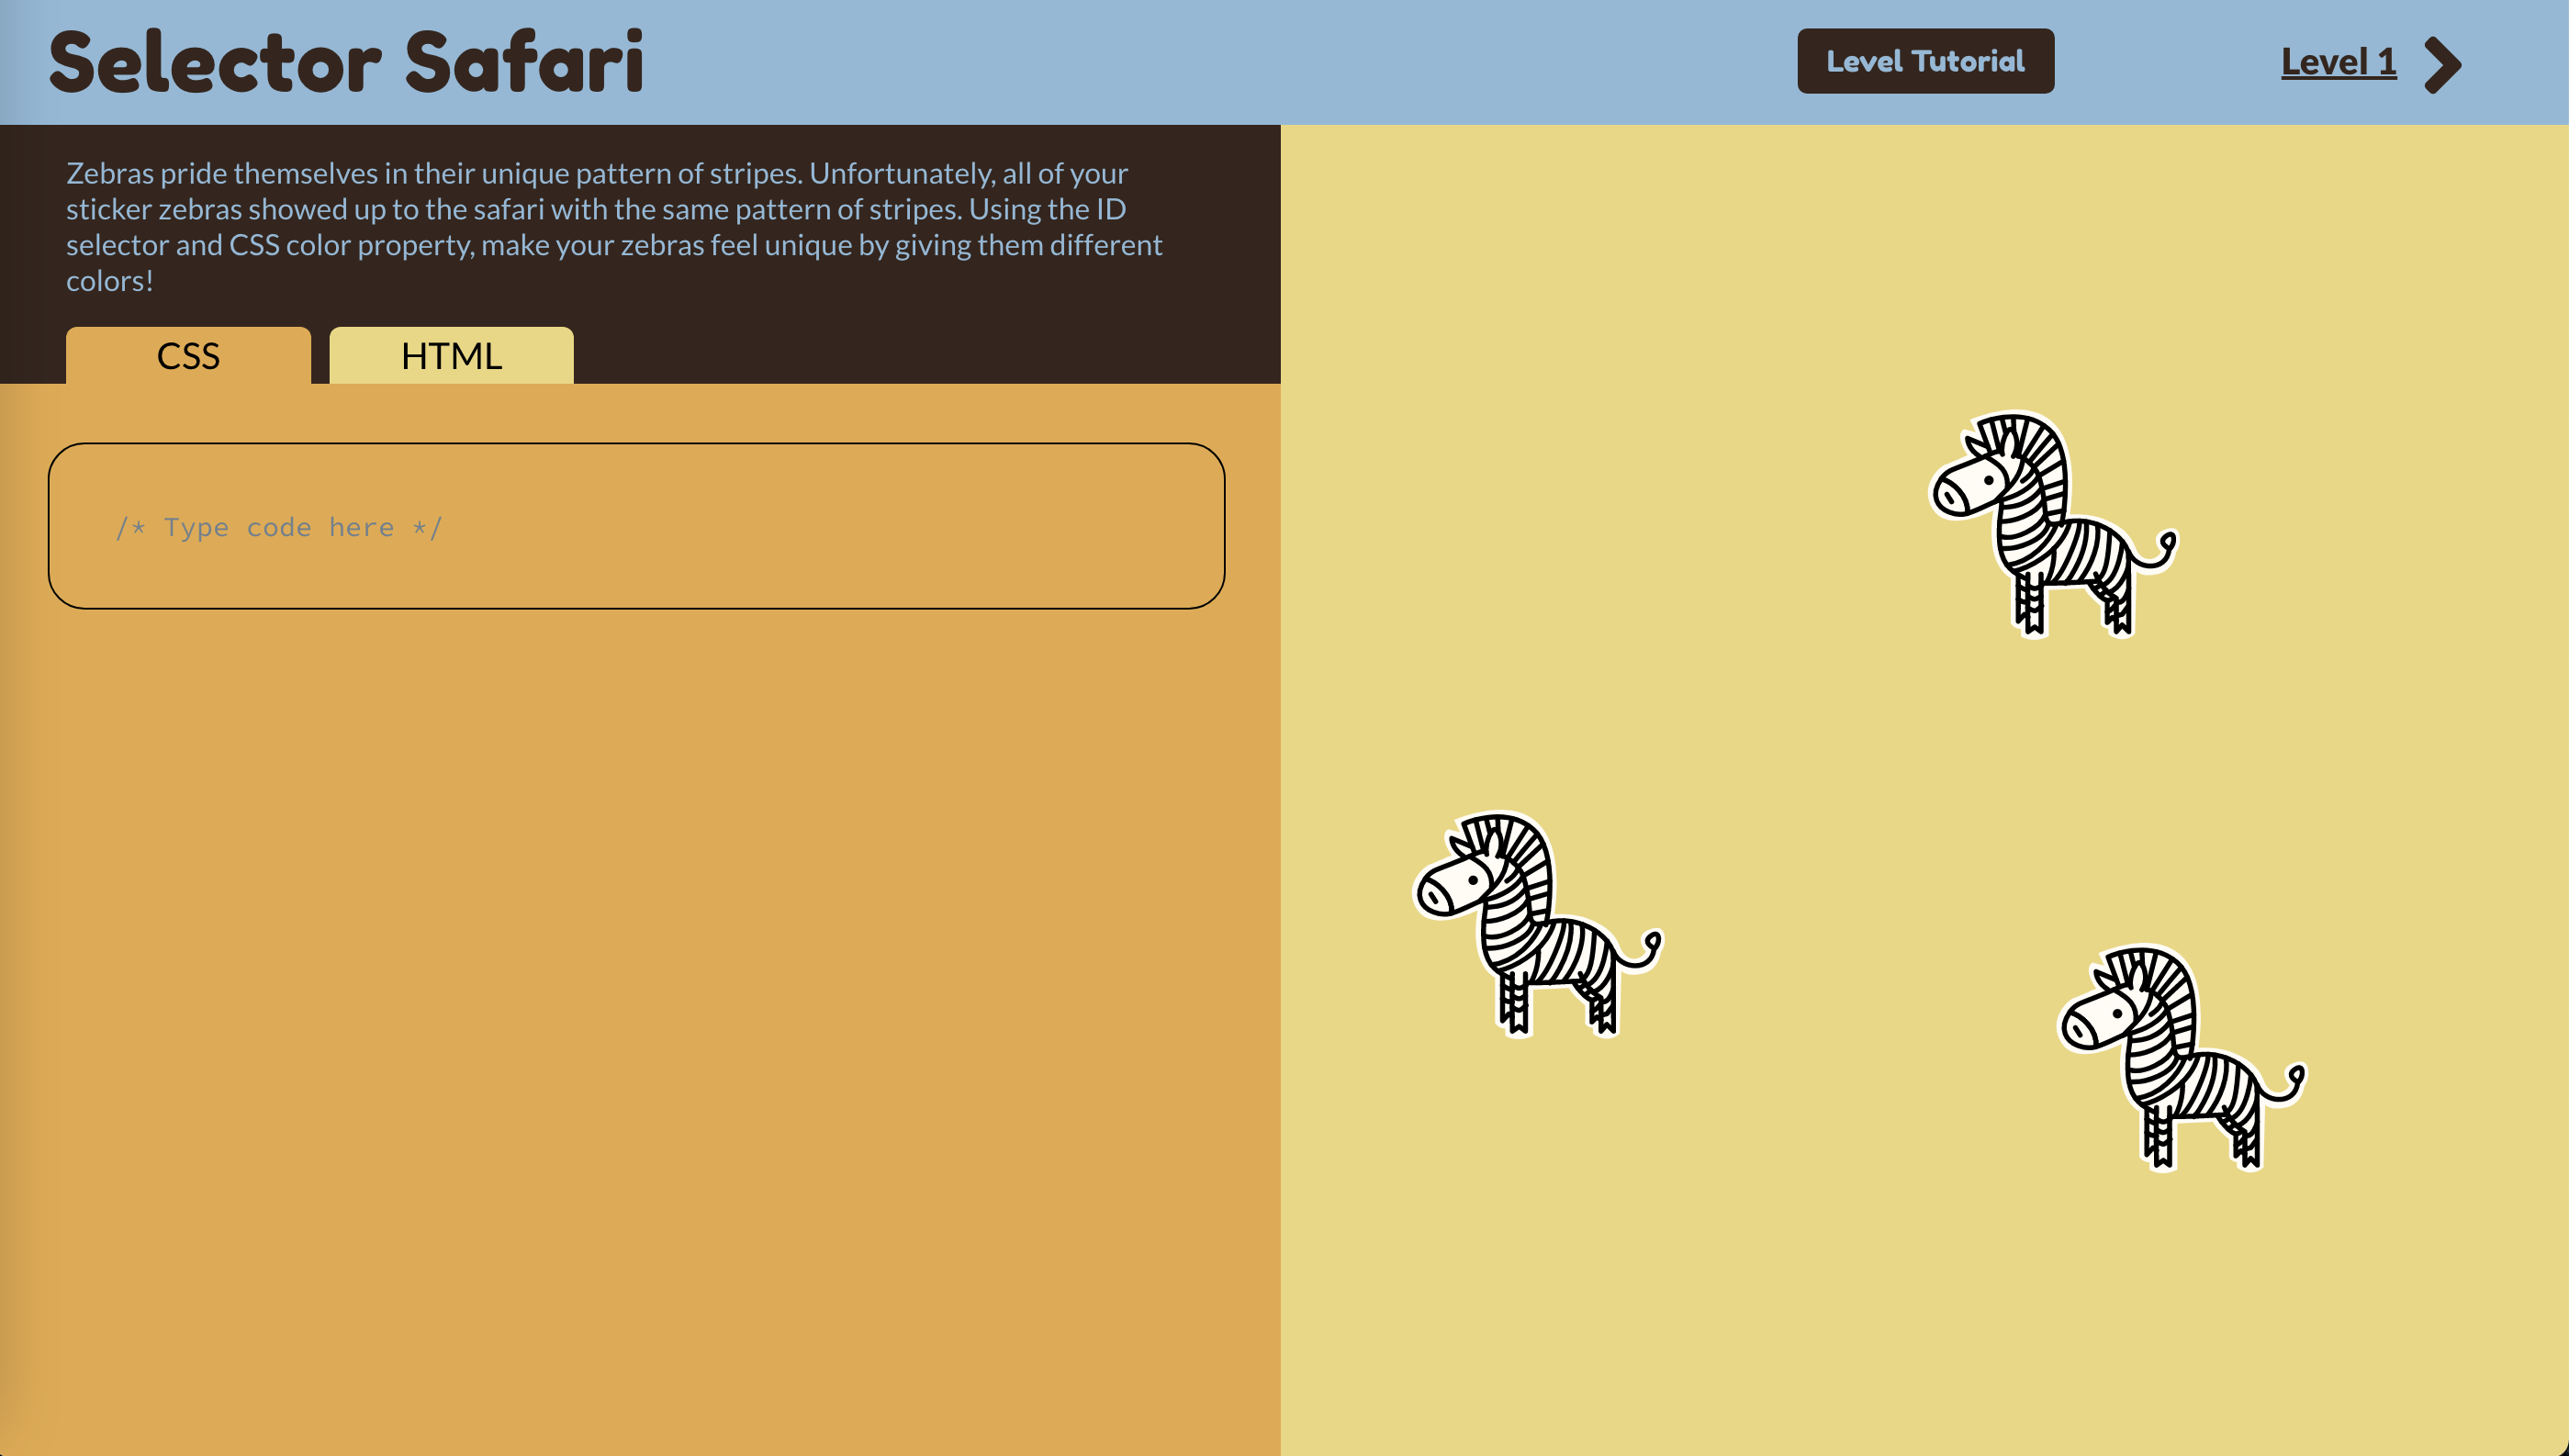 Selector Safari
Level Tutorial
Level 1
Zebras pride themselves in their unique pattern of stripes. Unfortunately, all of your
sticker zebras showed up to the safari with the same pattern of stripes. Using the ID
selector and CSS color property, make your zebras feel unique by giving them different
colors!
CSS
HTML
/* Type code here */